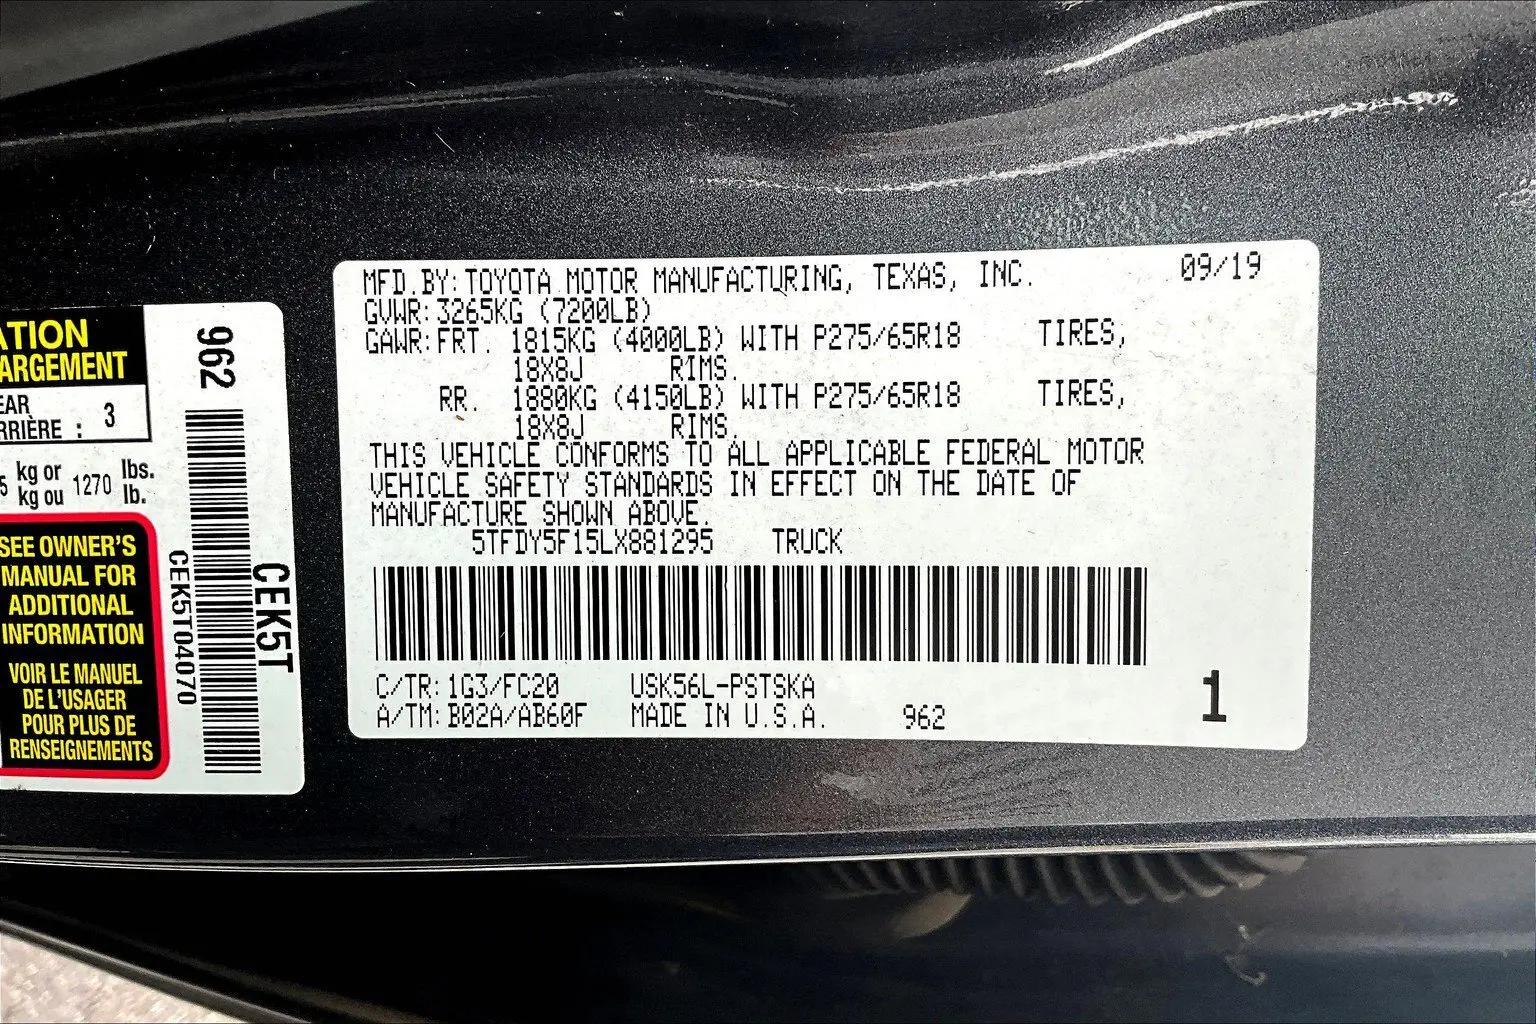 ATION
ARGEMENT
EAR
RRIÈRE : 3
5 kg or 1270 lbs.
kg ou lb.
SEE OWNER'S
MANUAL FOR
ADDITIONAL
INFORMATION
VOIR LE MANUEL
DE L'USAGER
POUR PLUS DE
RENSEIGNEMENTS
962
CEK5T04070
CEK5T
MFD.BY:TOYOTA MOTOR MANUFACTURING, TEXAS, INC. 09/19
GVWR:3265KG (7200LB)
GAWR:FRT. 1815KG (4000LB) WITH P275/65R18 TIRES,
18X8J RIMS.
RR. 1880KG (4150LB) WITH P275/65R18 TIRES,
18X8J RIMS.
THIS VEHICLE CONFORMS TO ALL APPLICABLE FEDERAL MOTOR
VEHICLE SAFETY STANDARDS IN EFFECT ON THE DATE OF
MANUFACTURE SHOWN ABOVE.
5TFDY5F15LX881295 TRUCK
C/TR:1G3/FC20 USK56L-PSTSKA
A/TM:B02A/AB60F MADE IN U.S.A. 962
1